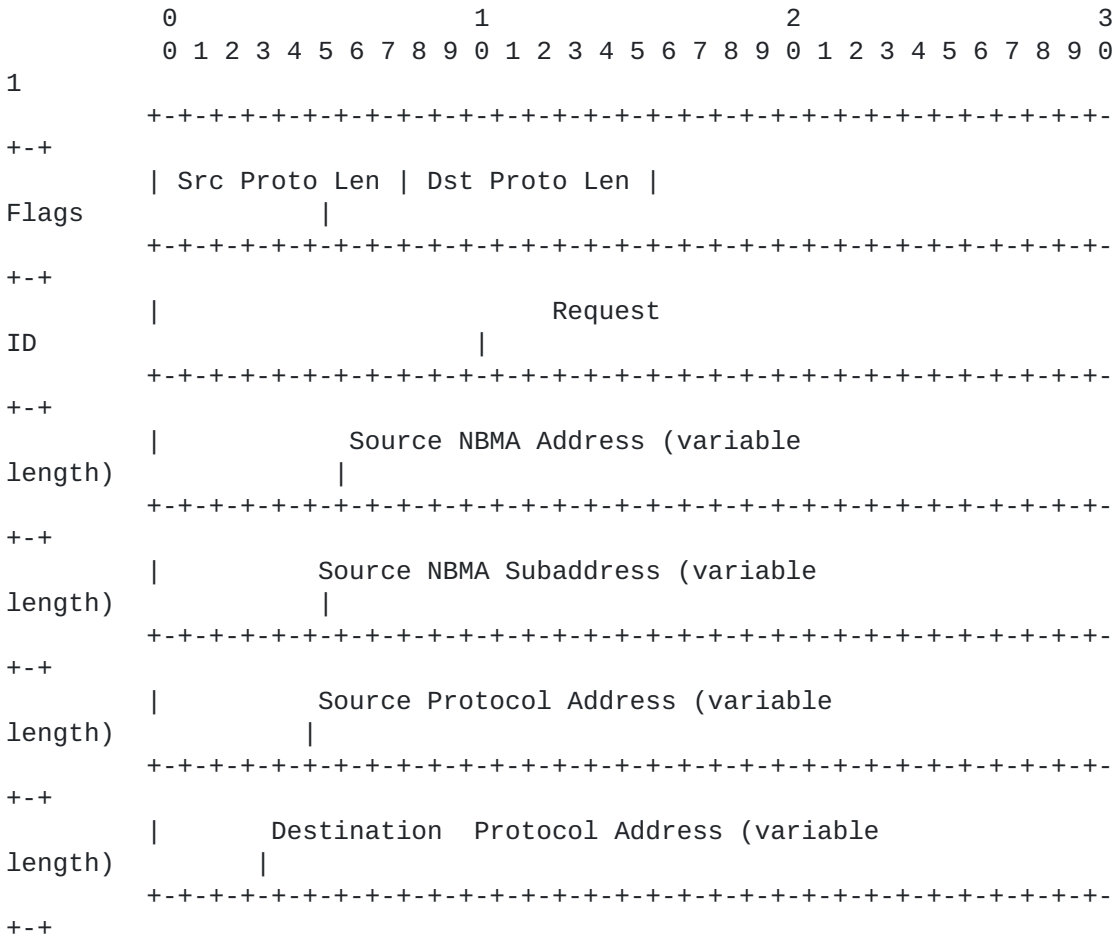 0                   1                   2                   3
0 1 2 3 4 5 6 7 8 9 0 1 2 3 4 5 6 7 8 9 0 1 2 3 4 5 6 7 8 9 0
1
+-+-+-+-+-+-+-+-+-+-+-+-+-+-+-+-+-+-+-+-+-+-+-+-+-+-+-+-+-+-+-
+-+
| Src Proto Len | Dst Proto Len |
Flags               |
+-+-+-+-+-+-+-+-+-+-+-+-+-+-+-+-+-+-+-+-+-+-+-+-+-+-+-+-+-+-+-
+-+
|                         Request
ID                            |
+-+-+-+-+-+-+-+-+-+-+-+-+-+-+-+-+-+-+-+-+-+-+-+-+-+-+-+-+-+-+-
+-+
|            Source NBMA Address (variable
length)              |
+-+-+-+-+-+-+-+-+-+-+-+-+-+-+-+-+-+-+-+-+-+-+-+-+-+-+-+-+-+-+-
+-+
|          Source NBMA Subaddress (variable
length)             |
+-+-+-+-+-+-+-+-+-+-+-+-+-+-+-+-+-+-+-+-+-+-+-+-+-+-+-+-+-+-+-
+-+
|          Source Protocol Address (variable
length)            |
+-+-+-+-+-+-+-+-+-+-+-+-+-+-+-+-+-+-+-+-+-+-+-+-+-+-+-+-+-+-+-
+-+
|       Destination  Protocol Address (variable
length)         |
+-+-+-+-+-+-+-+-+-+-+-+-+-+-+-+-+-+-+-+-+-+-+-+-+-+-+-+-+-+-+-
+-+